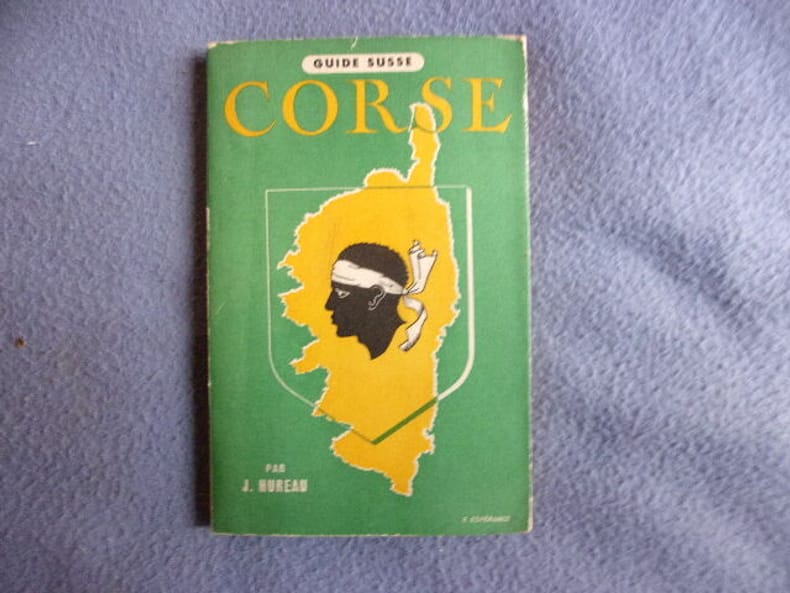 GUIDE SUSSE
CORSE
PAR
J. HUREAU